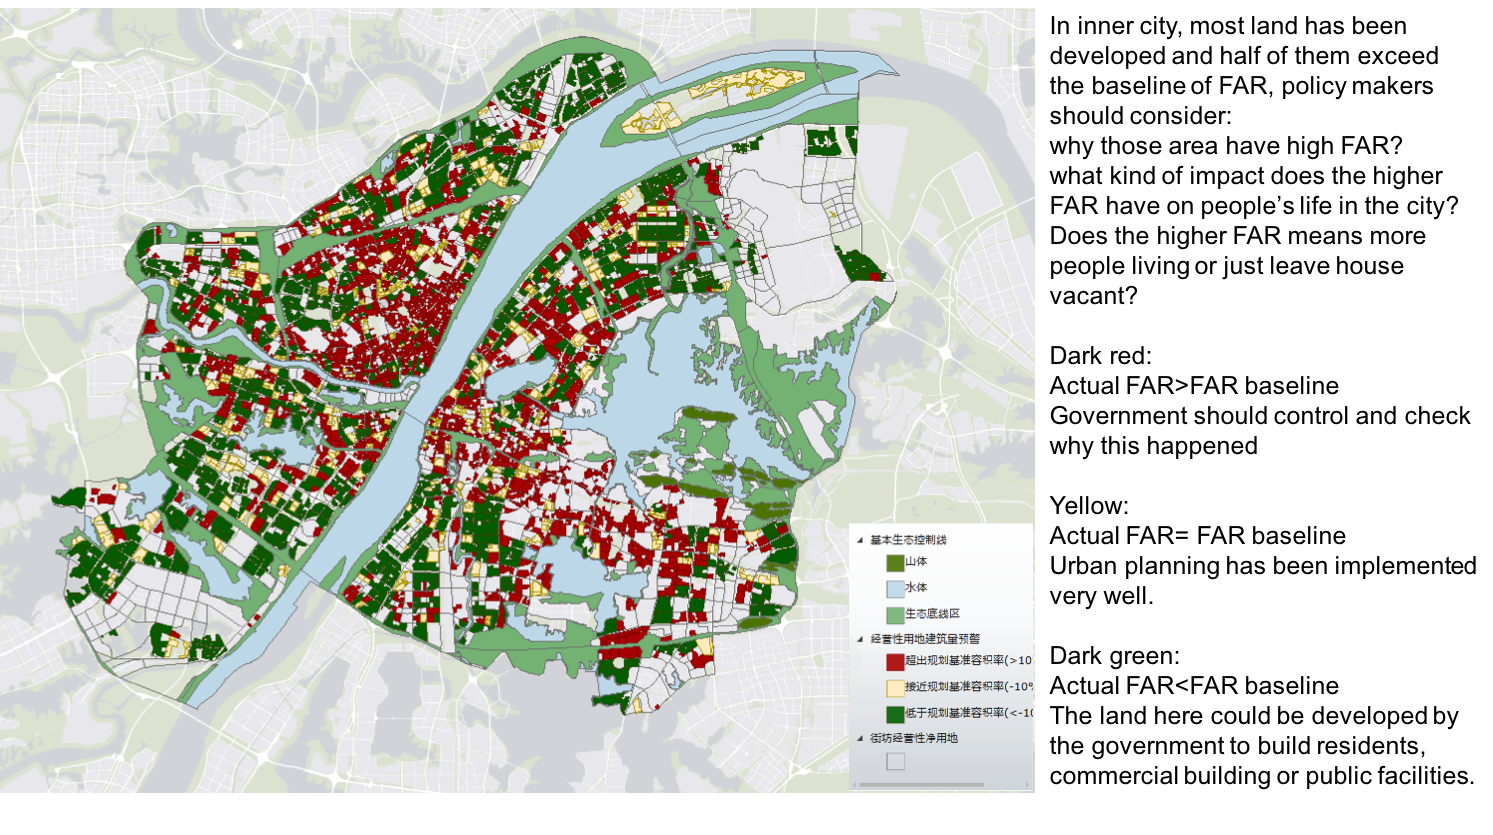 In inner city, most land has been
developed and half of them exceed
the baseline of FAR, policy makers
should consider:
why those area have high FAR?
what kind of impact does the higher
FAR have on people's life in the city?
Does the higher FAR means more
people living or just leave house
vacant?
Dark red:
Actual FAR>FAR baseline
Government should control and check
why this happened
Yellow:
Actual FAR= FAR baseline
Urban planning has been implemented
very well.
Dark green:
Actual FAR<FAR baseline
The land here could be developed by
the government to build residents,
commercial building or public facilities.
基本生态控制线
山体
水体
生态底线区
经营性用地建筑量预警
超出规划基准容积率(>10
接近规划基准容积率(-10%
低于规划基准容积率(<-10
街坊经营性净用地